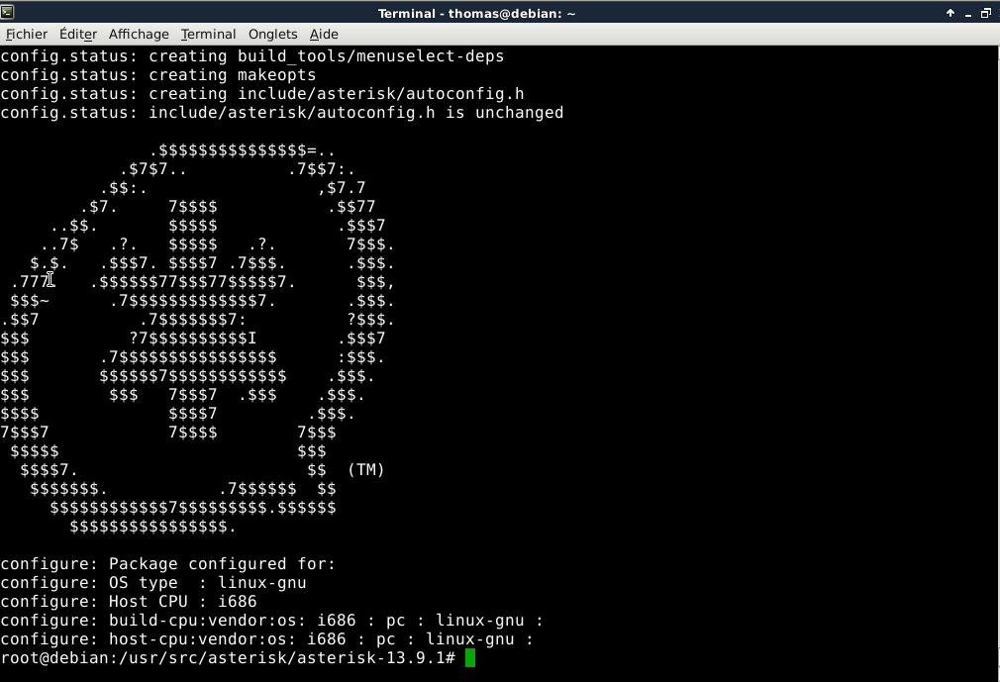 Terminal - thomas@debian: ~
Fichier Éditer Affichage Terminal Onglets Aide
config.status: creating build_tools/menuselect-deps
config.status: creating makeopts
config.status: creating include/asterisk/autoconfig.h
config.status: include/asterisk/autoconfig.h is unchanged

               .$$$$$$$$$$$$$$$=..
            .$7$7..          .7$$7:.
          .$$:.                 ,$7.7
        .$7.     7$$$$           .$$77
     ..$$.       $$$$$            .$$$7
    ..7$   .?.   $$$$$   .?.       7$$$.
   $.$.   .$$$7. $$$$7 .7$$$.      .$$$.
 .777.   .$$$$$$77$$$77$$$$$7.      $$$,
 $$$~      .7$$$$$$$$$$$$$7.       .$$$.
.$$7          .7$$$$$$$7:          ?$$$.
$$$          ?7$$$$$$$$$$I        .$$$7
$$$       .7$$$$$$$$$$$$$$$$      :$$$.
$$$       $$$$$$7$$$$$$$$$$$$    .$$$.
$$$        $$$   7$$$7  .$$$    .$$$.
$$$$             $$$$7         .$$$.
7$$$7            7$$$$        7$$$
 $$$$$                        $$$
  $$$$7.                       $$  (TM)
   $$$$$$$.           .7$$$$$$  $$
     $$$$$$$$$$$$7$$$$$$$$$.$$$$$$
       $$$$$$$$$$$$$$$$.

configure: Package configured for:
configure: OS type  : linux-gnu
configure: Host CPU : i686
configure: build-cpu:vendor:os: i686 : pc : linux-gnu :
configure: host-cpu:vendor:os: i686 : pc : linux-gnu :
root@debian:/usr/src/asterisk/asterisk-13.9.1#